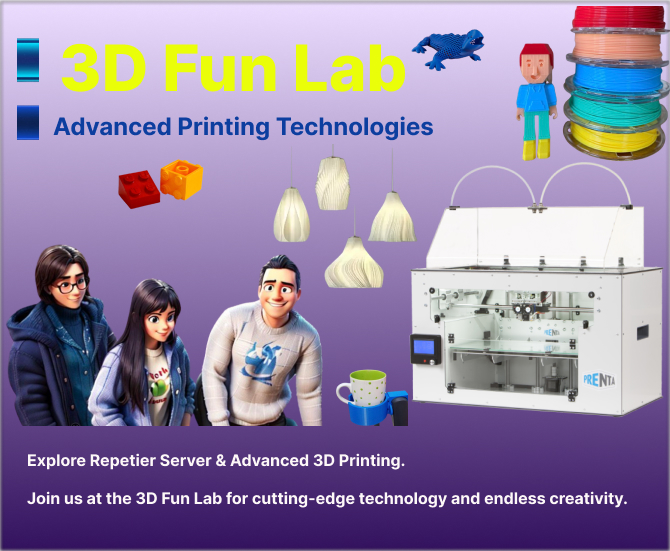 3D Fun Lab
Advanced Printing Technologies
PRENTA
Explore Repetier Server & Advanced 3D Printing.
Join us at the 3D Fun Lab for cutting-edge technology and endless creativity.